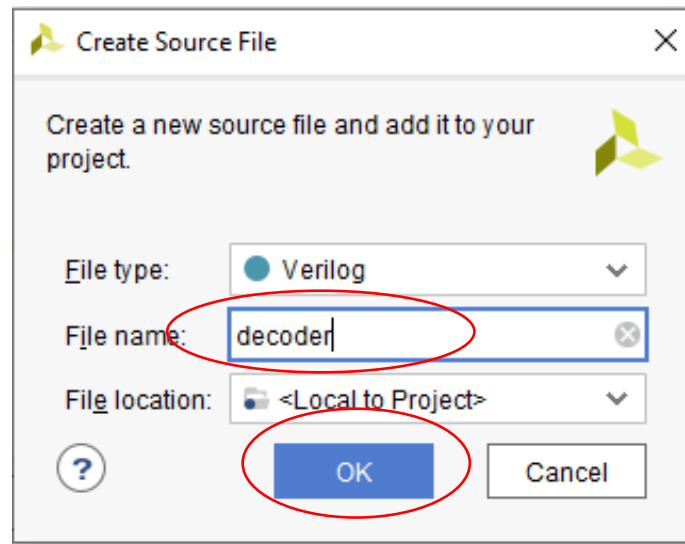 Create Source File
Create a new source file and add it to your
project.
File type: Verilog
File name: decoder
File location: <Local to Project>
? OK Cancel